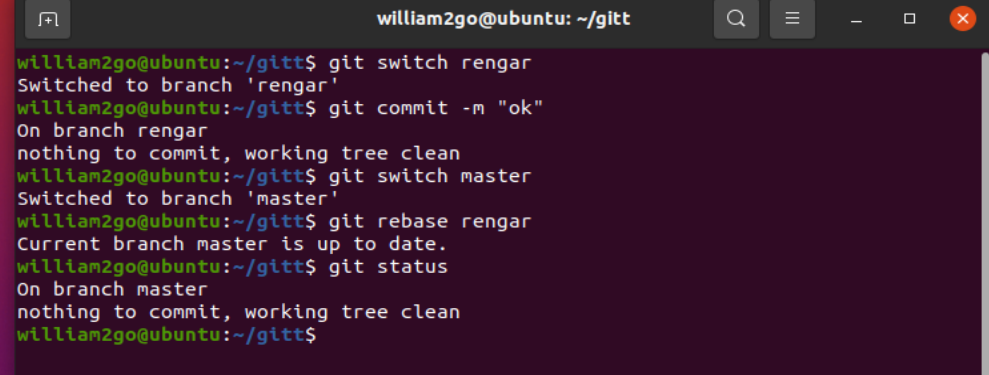 william2go@ubuntu: ~/gitt
william2go@ubuntu:~/gitt$ git switch rengar
Switched to branch 'rengar'
william2go@ubuntu:~/gitt$ git commit -m "ok"
On branch rengar
nothing to commit, working tree clean
william2go@ubuntu:~/gitt$ git switch master
Switched to branch 'master'
william2go@ubuntu:~/gitt$ git rebase rengar
Current branch master is up to date.
william2go@ubuntu:~/gitt$ git status
On branch master
nothing to commit, working tree clean
william2go@ubuntu:~/gitt$